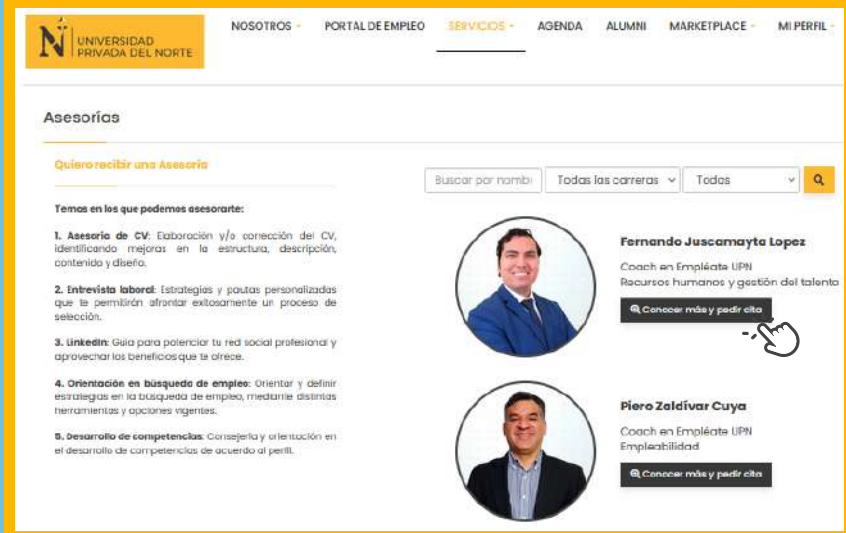 UNIVERSIDAD
PRIVADA DEL NORTE
NOSOTROS
PORTAL DE EMPLEO
SERVICIOS
AGENDA
ALUMNI
MARKETPLACE
MI PERFIL
Asesorías
Quiero recibir una Asesoría
Temas en los que podemos asesorarte:
1. Asesoría de CV: Elaboración y/o corrección del CV,
identificando mejoras en la estructura, descripción,
contenido y diseño.
2. Entrevista laboral: Estrategias y pautas personalizadas
que te permitirán afrontar exitosamente un proceso de
selección.
3. LinkedIn: Guía para potenciar tu red social profesional y
aprovechar los beneficios que te ofrece.
4. Orientación en búsqueda de empleo: Orientar y definir
estrategias en la búsqueda de empleo, mediante distintas
herramientas y opciones vigentes.
5. Desarrollo de competencias: Consejería y orientación en
el desarrollo de competencias de acuerdo al perfil.
Buscar por nombr
Todas las carreras
Todas
Fernando Juscamayta Lopez
Coach en Empléate UPN
Recursos humanos y gestión del talento
Conocer más y pedir cita
Piero Zaldívar Cuya
Coach en Empléate UPN
Empleabilidad
Conocer más y pedir cita